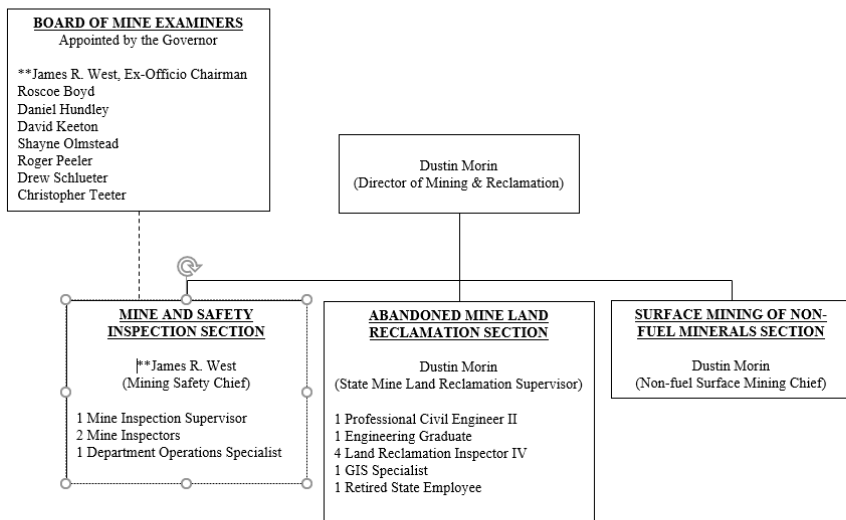 BOARD OF MINE EXAMINERS
Appointed by the Governor
**James R. West, Ex-Officio Chairman
Roscoe Boyd
Daniel Hundley
David Keeton
Shayne Olmstead
Roger Peeler
Drew Schlueter
Christopher Teeter
Dustin Morin
(Director of Mining & Reclamation)
MINE AND SAFETY
INSPECTION SECTION
**James R. West
(Mining Safety Chief)
1 Mine Inspection Supervisor
2 Mine Inspectors
1 Department Operations Specialist
ABANDONED MINE LAND
RECLAMATION SECTION
Dustin Morin
(State Mine Land Reclamation Supervisor)
1 Professional Civil Engineer II
1 Engineering Graduate
4 Land Reclamation Inspector IV
1 GIS Specialist
1 Retired State Employee
SURFACE MINING OF NON-
FUEL MINERALS SECTION
Dustin Morin
(Non-fuel Surface Mining Chief)